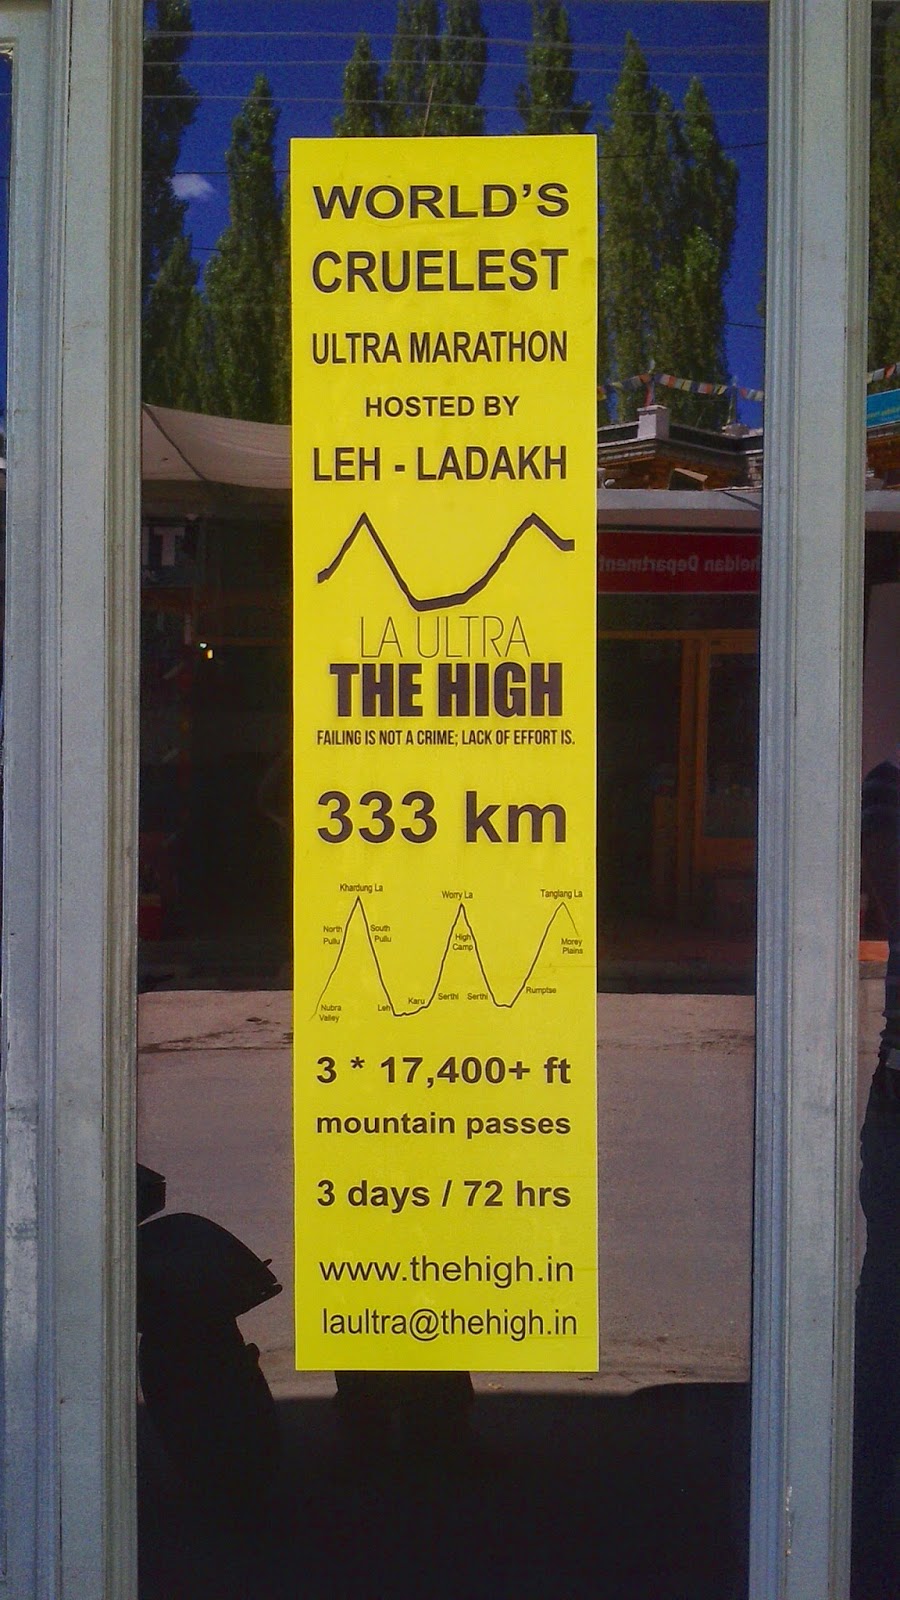 WORLD'S
CRUELEST
ULTRA MARATHON
HOSTED BY
LEH - LADAKH
LA ULTRA
THE HIGH
FAILING IS NOT A CRIME; LACK OF EFFORT IS.
333 km
Khardung La
Worry La
Tanglang La
North
Pullu
South
Pullu
High
Camp
Morey
Plains
Nubra
Valley
Leh
Karu
Serthi
Serthi
Rumptse
3 * 17,400+ ft
mountain passes
3 days / 72 hrs
www.thehigh.in
laultra@thehigh.in
Department